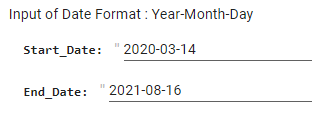 Input of Date Format : Year-Month-Day
Start_Date: " 2020-03-14
End_Date: " 2021-08-16